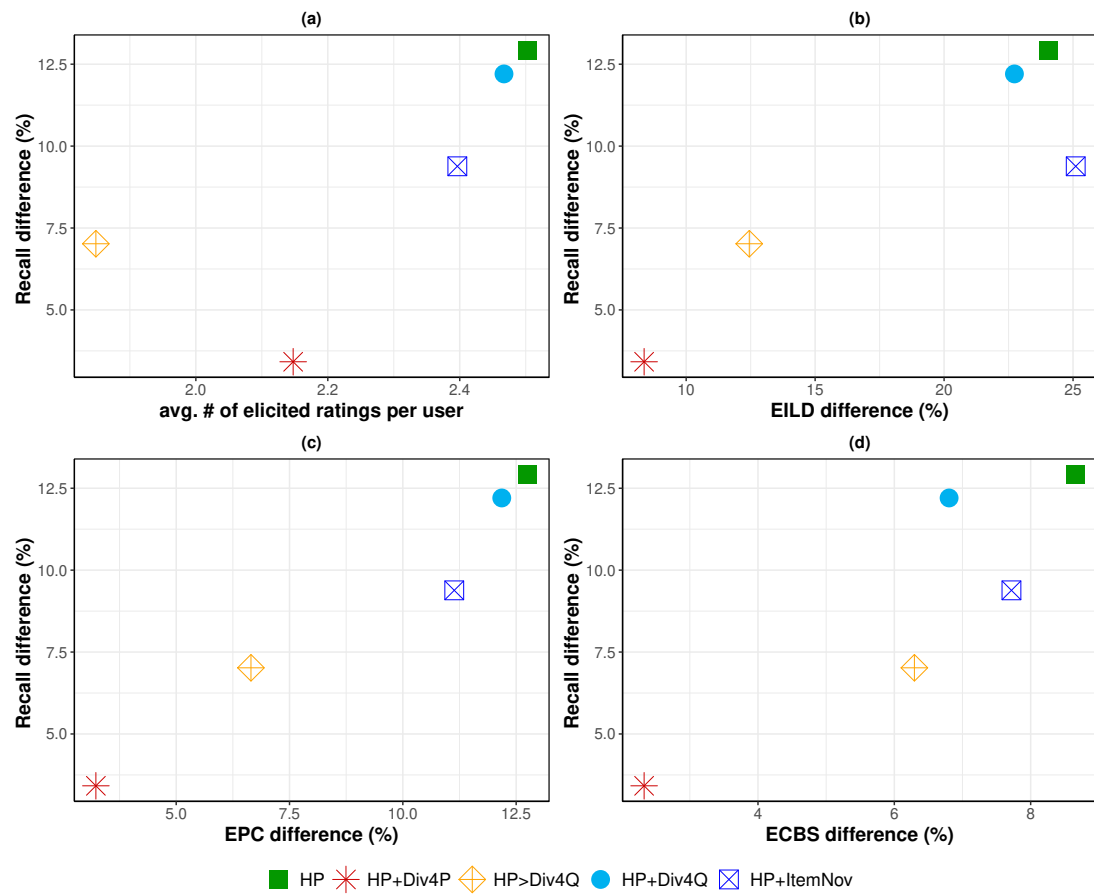 (a)
Recall difference (%)
12.5
10.0
7.5
5.0
2.0
2.2
2.4
avg. # of elicited ratings per user
(b)
Recall difference (%)
12.5
10.0
7.5
5.0
10
15
20
25
EILD difference (%)
(c)
Recall difference (%)
12.5
10.0
7.5
5.0
5.0
7.5
10.0
12.5
EPC difference (%)
(d)
Recall difference (%)
12.5
10.0
7.5
5.0
4
6
8
ECBS difference (%)
HP HP+Div4P HP>Div4Q HP+Div4Q HP+ItemNov